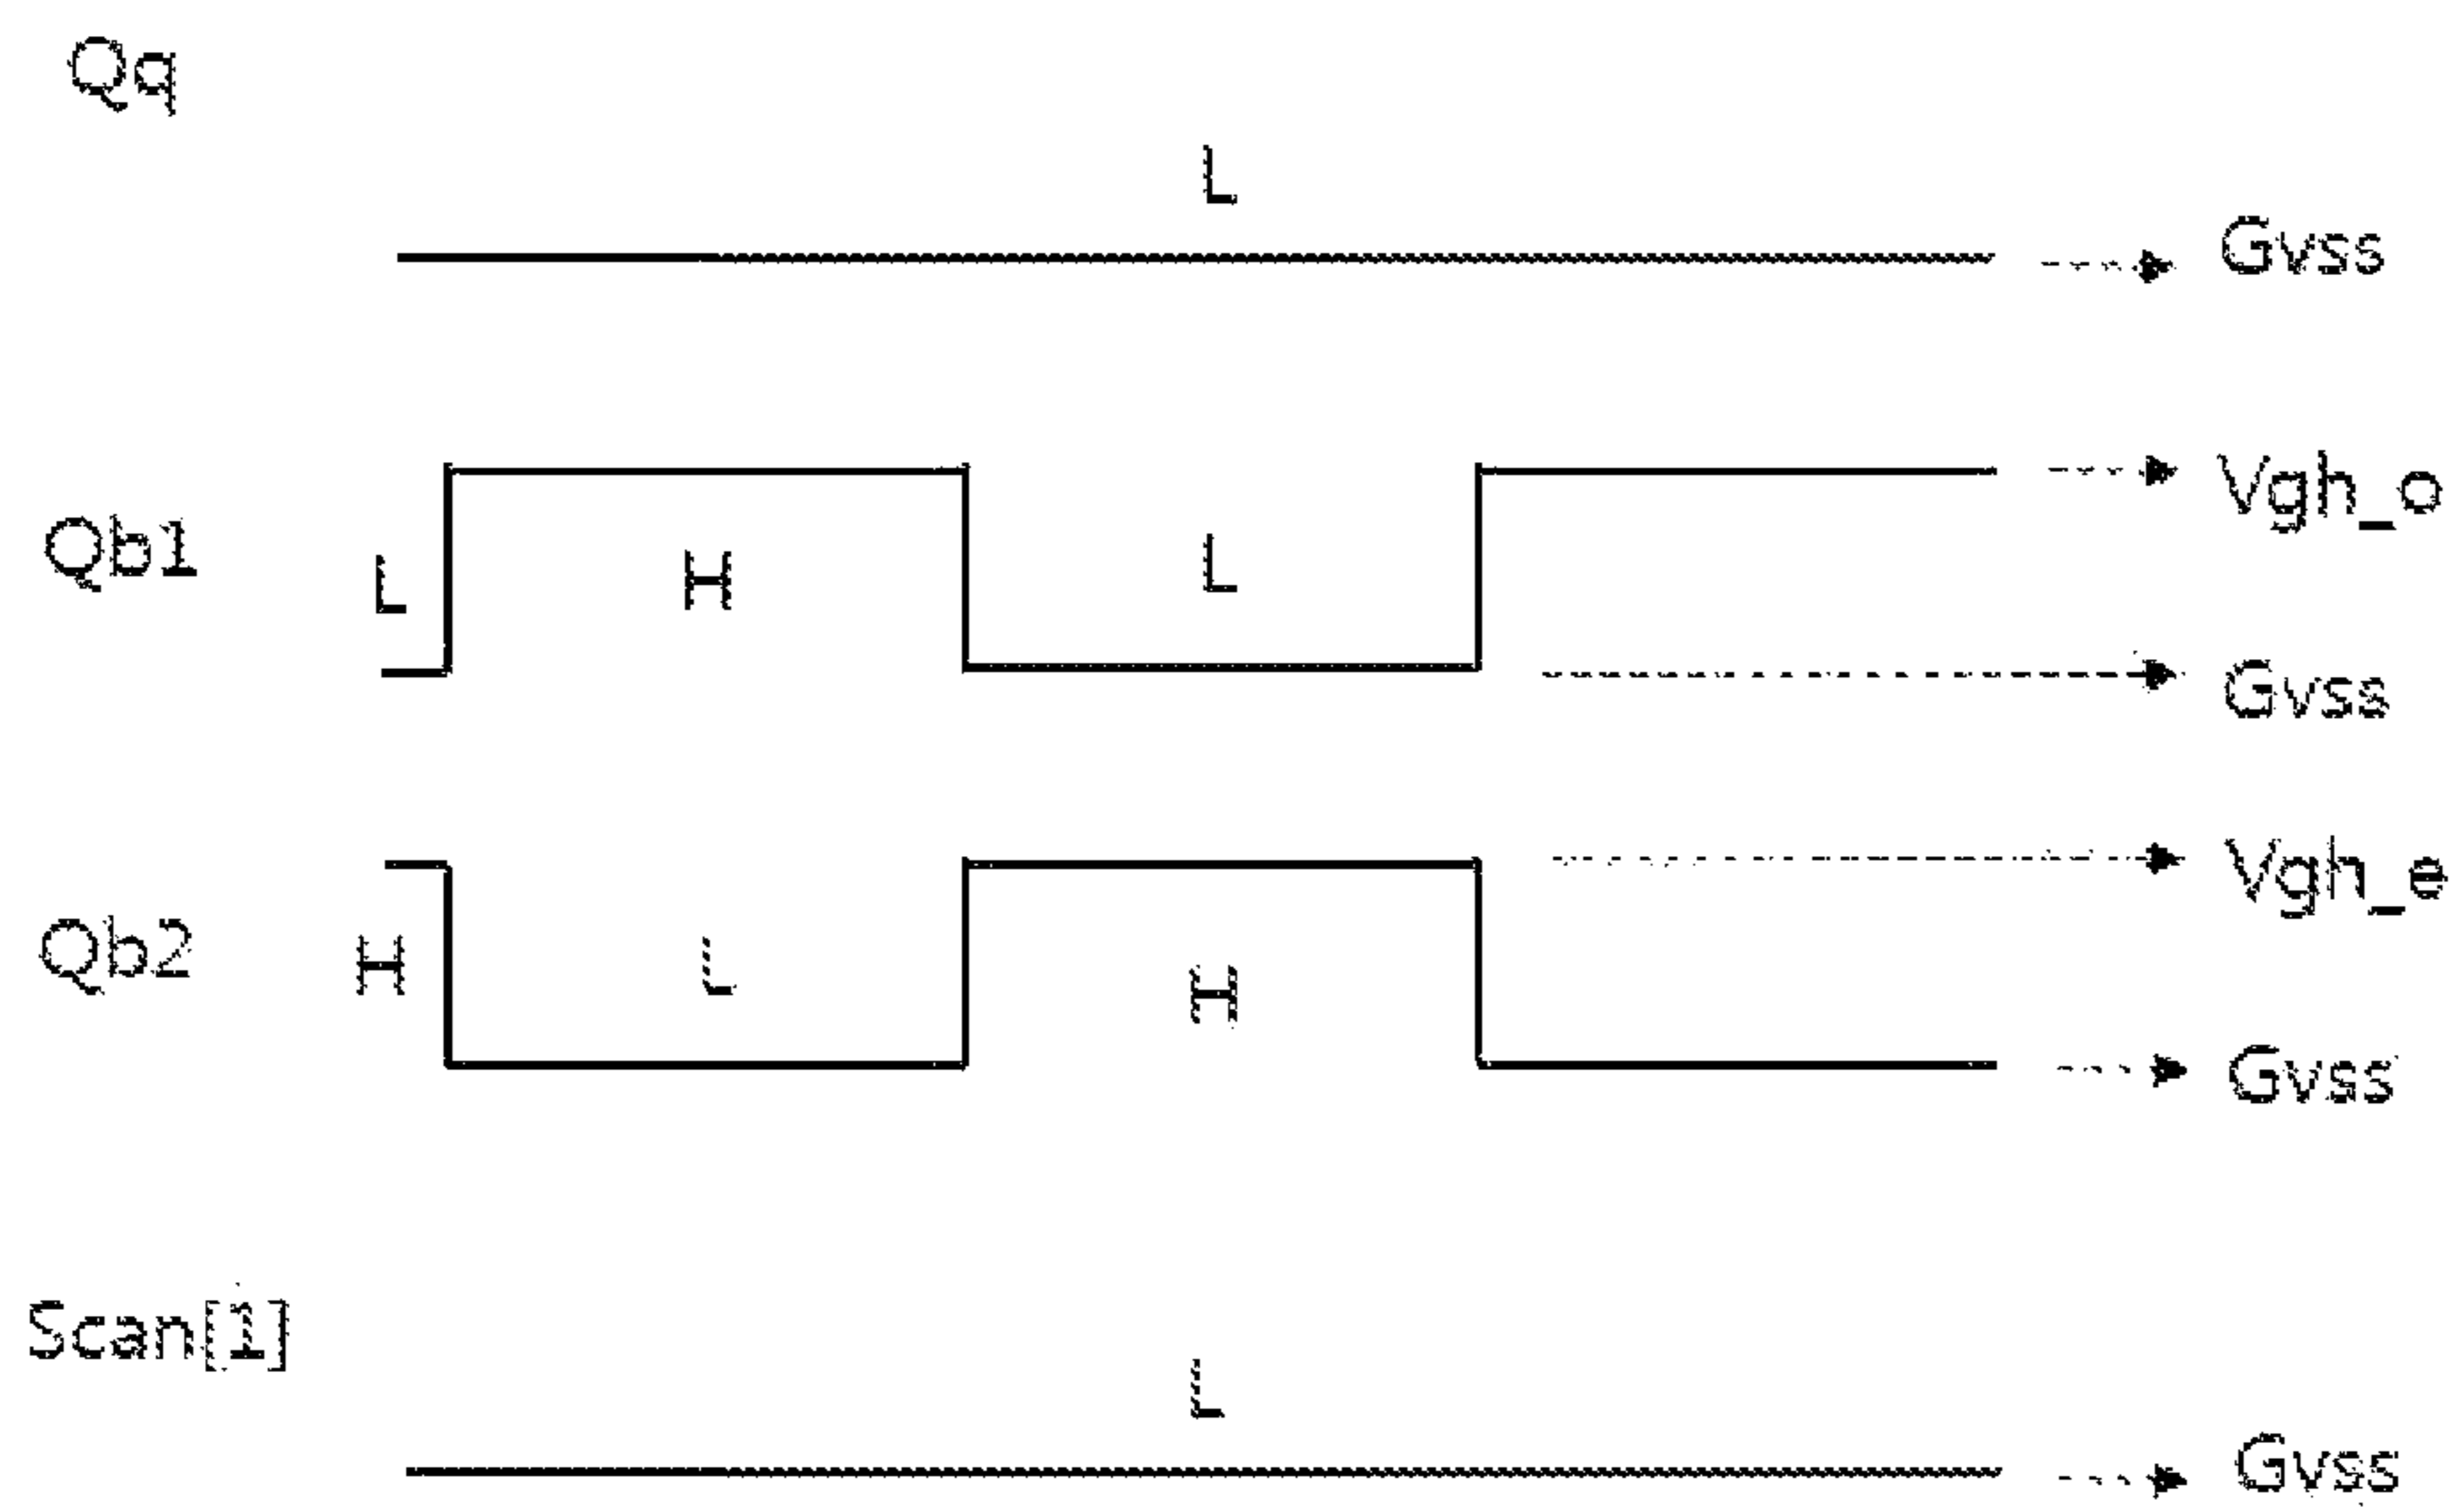 Qq
L
Gvss
Vgh_o
Qb1 L H L
Gvss
Vgh_e
Qb2 H L H
Gvss
Scan[1]
L
Gvss